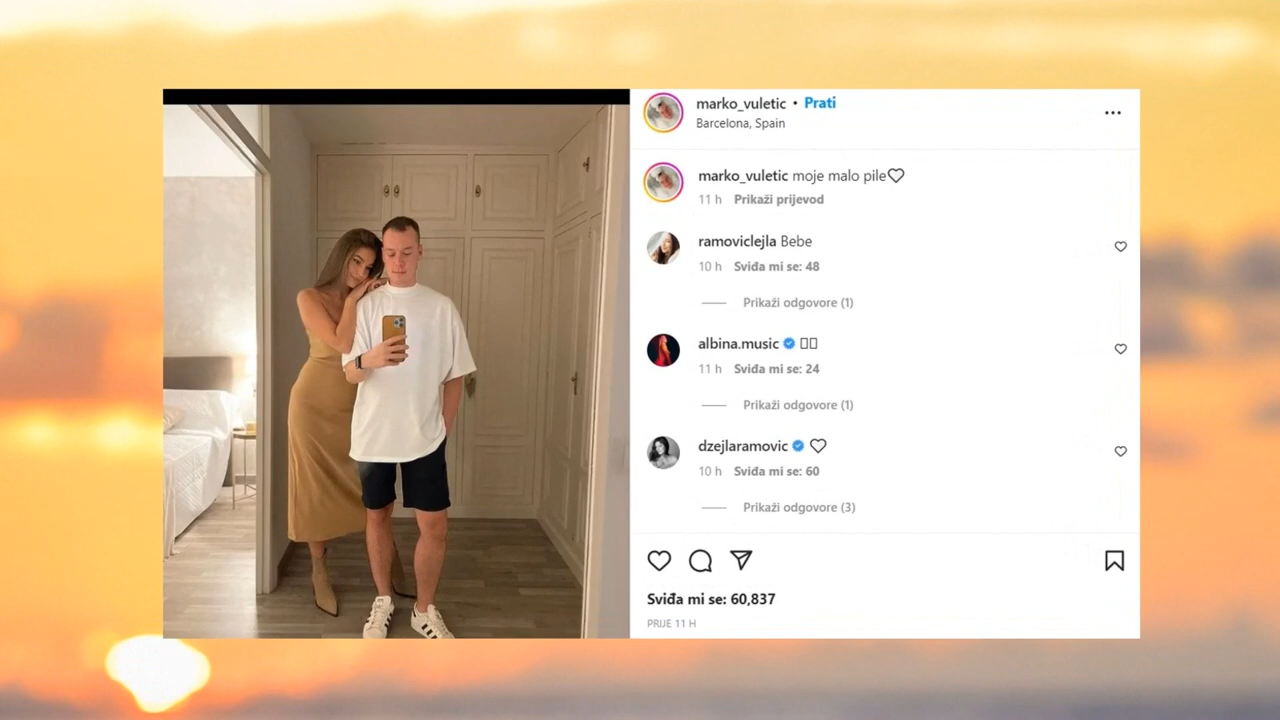 marko_vuletic • Prati
Barcelona, Spain
marko_vuletic moje malo pile
11 h Prikaži prijevod
ramoviclejla Bebe
10 h Sviđa mi se: 48
Prikaži odgovore (1)
albina.music
11 h Sviđa mi se: 24
Prikaži odgovore (1)
dzejlaramovic
10 h Sviđa mi se: 60
Prikaži odgovore (3)
Sviđa mi se: 60,837
PRIJE 11 H